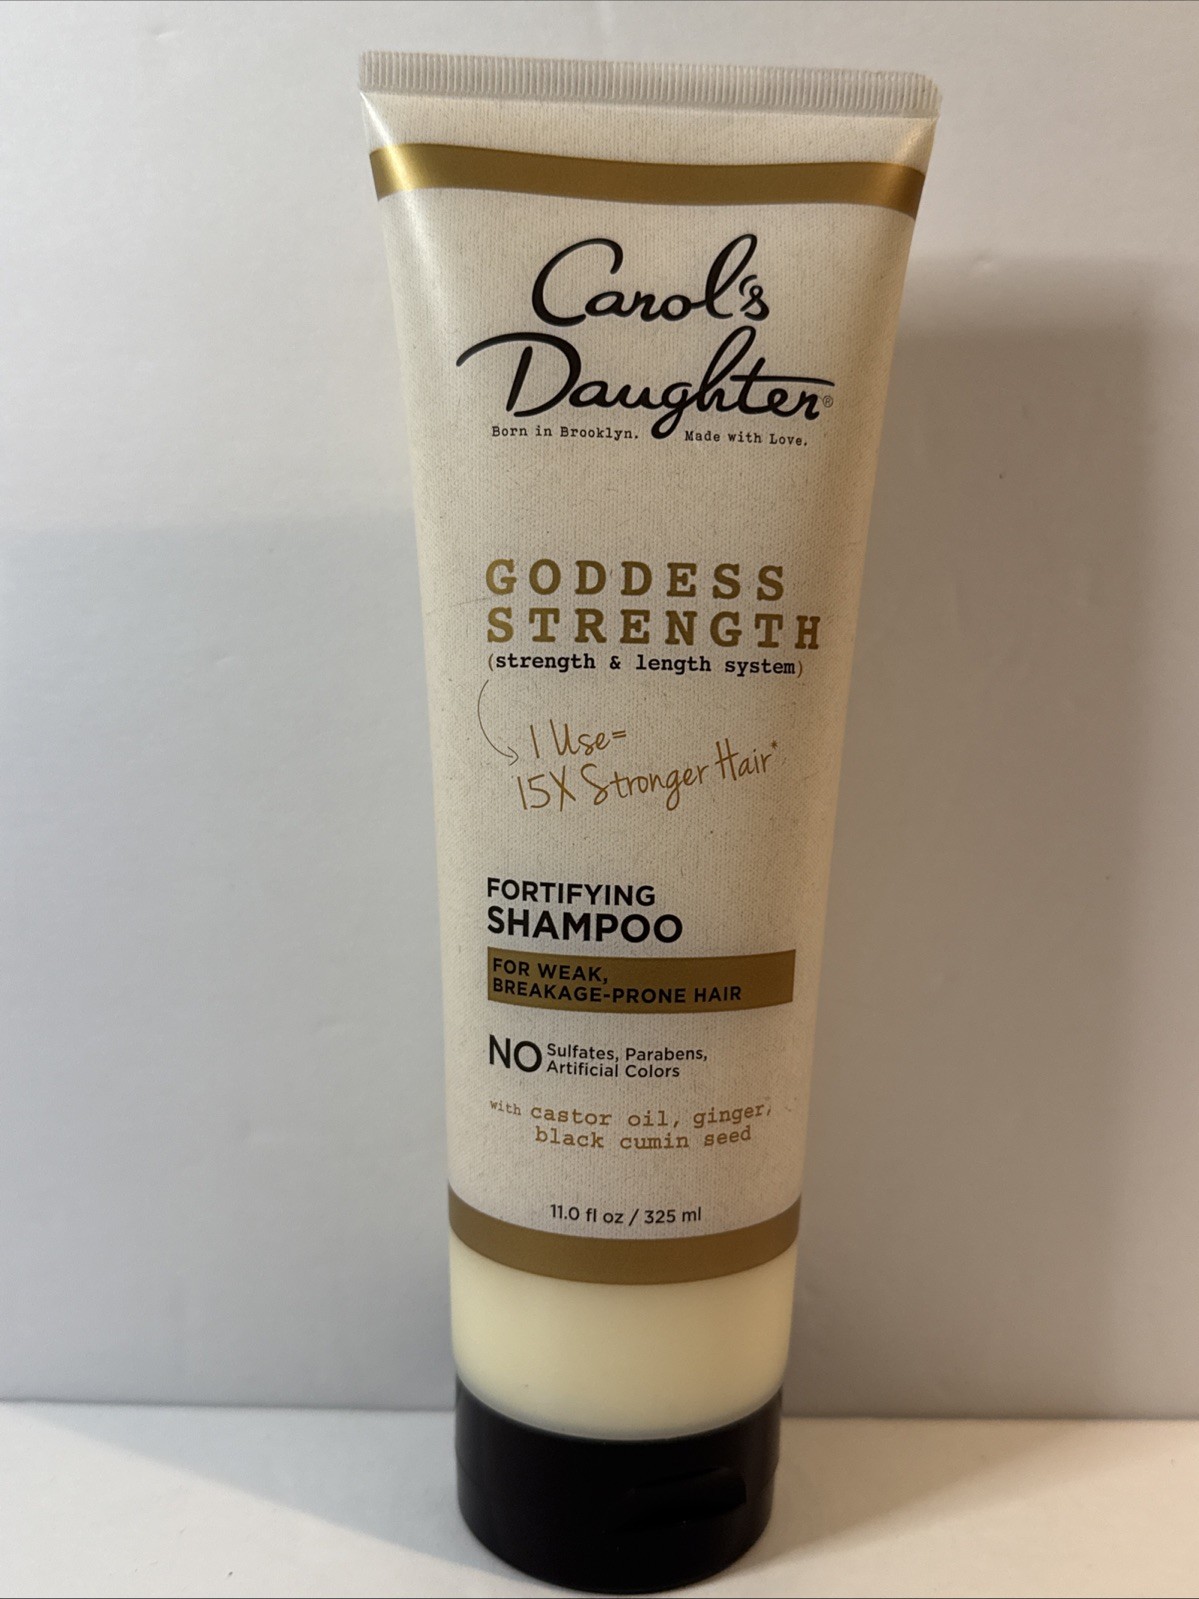 Carol's
Daughter®
Born in Brooklyn. Made with Love.
GODDESS
STRENGTH
(strength & length system)
1 Use=
15X Stronger Hair*
FORTIFYING
SHAMPOO
FOR WEAK,
BREAKAGE-PRONE HAIR
NO Sulfates, Parabens,
Artificial Colors
with castor oil, ginger,
black cumin seed
11.0 fl oz / 325 ml